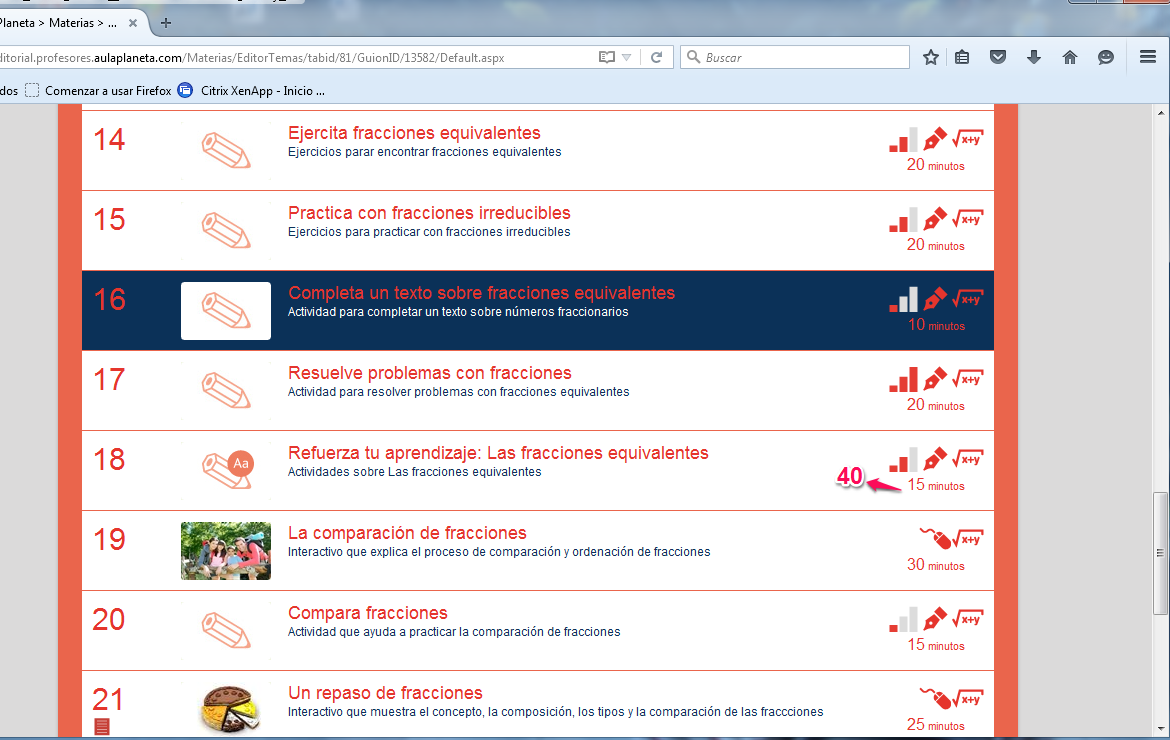 Planeta > Materias > ... × +
ditorial.profesores.aulaplaneta.com/Materias/EditorTemas/tabid/81/GuionID/13582/Default.aspx
Buscar
dos Comenzar a usar Firefox Citrix XenApp - Inicio ...
14
Ejercita fracciones equivalentes
Ejercicios parar encontrar fracciones equivalentes
√x+y
20 minutos
15
Practica con fracciones irreducibles
Ejercicios para practicar con fracciones irreducibles
√x+y
20 minutos
16
Completa un texto sobre fracciones equivalentes
Actividad para completar un texto sobre números fraccionarios
√x+y
10 minutos
17
Resuelve problemas con fracciones
Actividad para resolver problemas con fracciones equivalentes
√x+y
20 minutos
18
Aa
Refuerza tu aprendizaje: Las fracciones equivalentes
Actividades sobre Las fracciones equivalentes
√x+y
40
15 minutos
19
La comparación de fracciones
Interactivo que explica el proceso de comparación y ordenación de fracciones
√x+y
30 minutos
20
Compara fracciones
Actividad que ayuda a practicar la comparación de fracciones
√x+y
15 minutos
21
Un repaso de fracciones
Interactivo que muestra el concepto, la composición, los tipos y la comparación de las fraccciones
√x+y
25 minutos